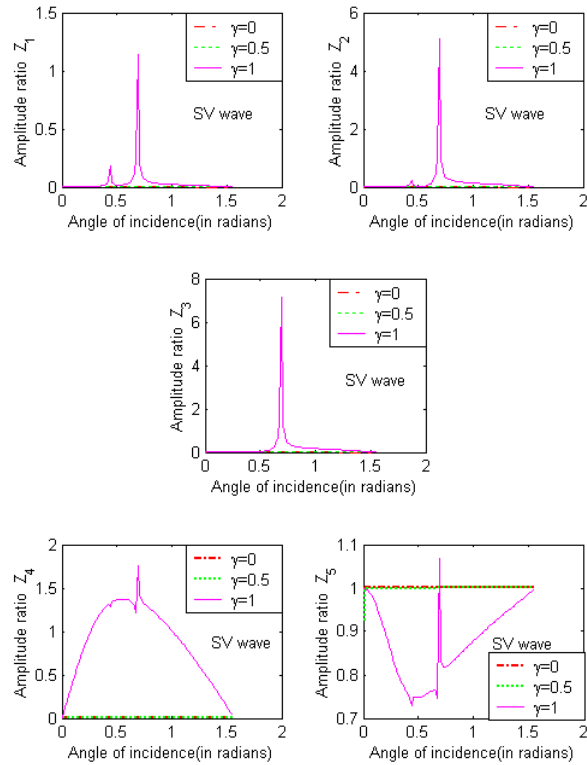 Amplitude ratio Z1
1.5
1
0.5
0
0 0.5 1 1.5 2
Angle of incidence(in radians)
γ=0
γ=0.5
γ=1
SV wave
Amplitude ratio Z2
6
4
2
0
0 0.5 1 1.5 2
Angle of incidence(in radians)
γ=0
γ=0.5
γ=1
SV wave
Amplitude ratio Z3
8
6
4
2
0
0 0.5 1 1.5 2
Angle of incidence(in radians)
γ=0
γ=0.5
γ=1
SV wave
Amplitude ratio Z4
2
1.5
1
0.5
0
0 0.5 1 1.5 2
Angle of incidence(in radians)
γ=0
γ=0.5
γ=1
SV wave
Amplitude ratio Z5
1.1
1
0.9
0.8
0.7
0 0.5 1 1.5 2
Angle of incidence(in radians)
SV wave
γ=0
γ=0.5
γ=1